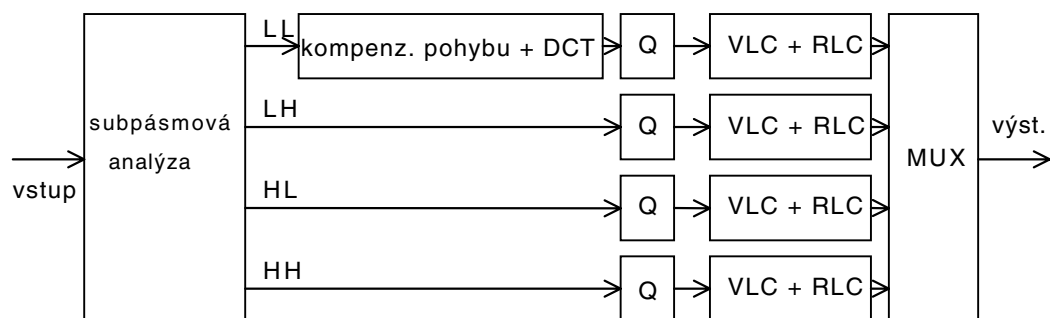 LL
kompenz. pohybu + DCT
Q
VLC + RLC
subpásmová
analýza
LH
Q
VLC + RLC
vstup
MUX
výst.
HL
Q
VLC + RLC
HH
Q
VLC + RLC